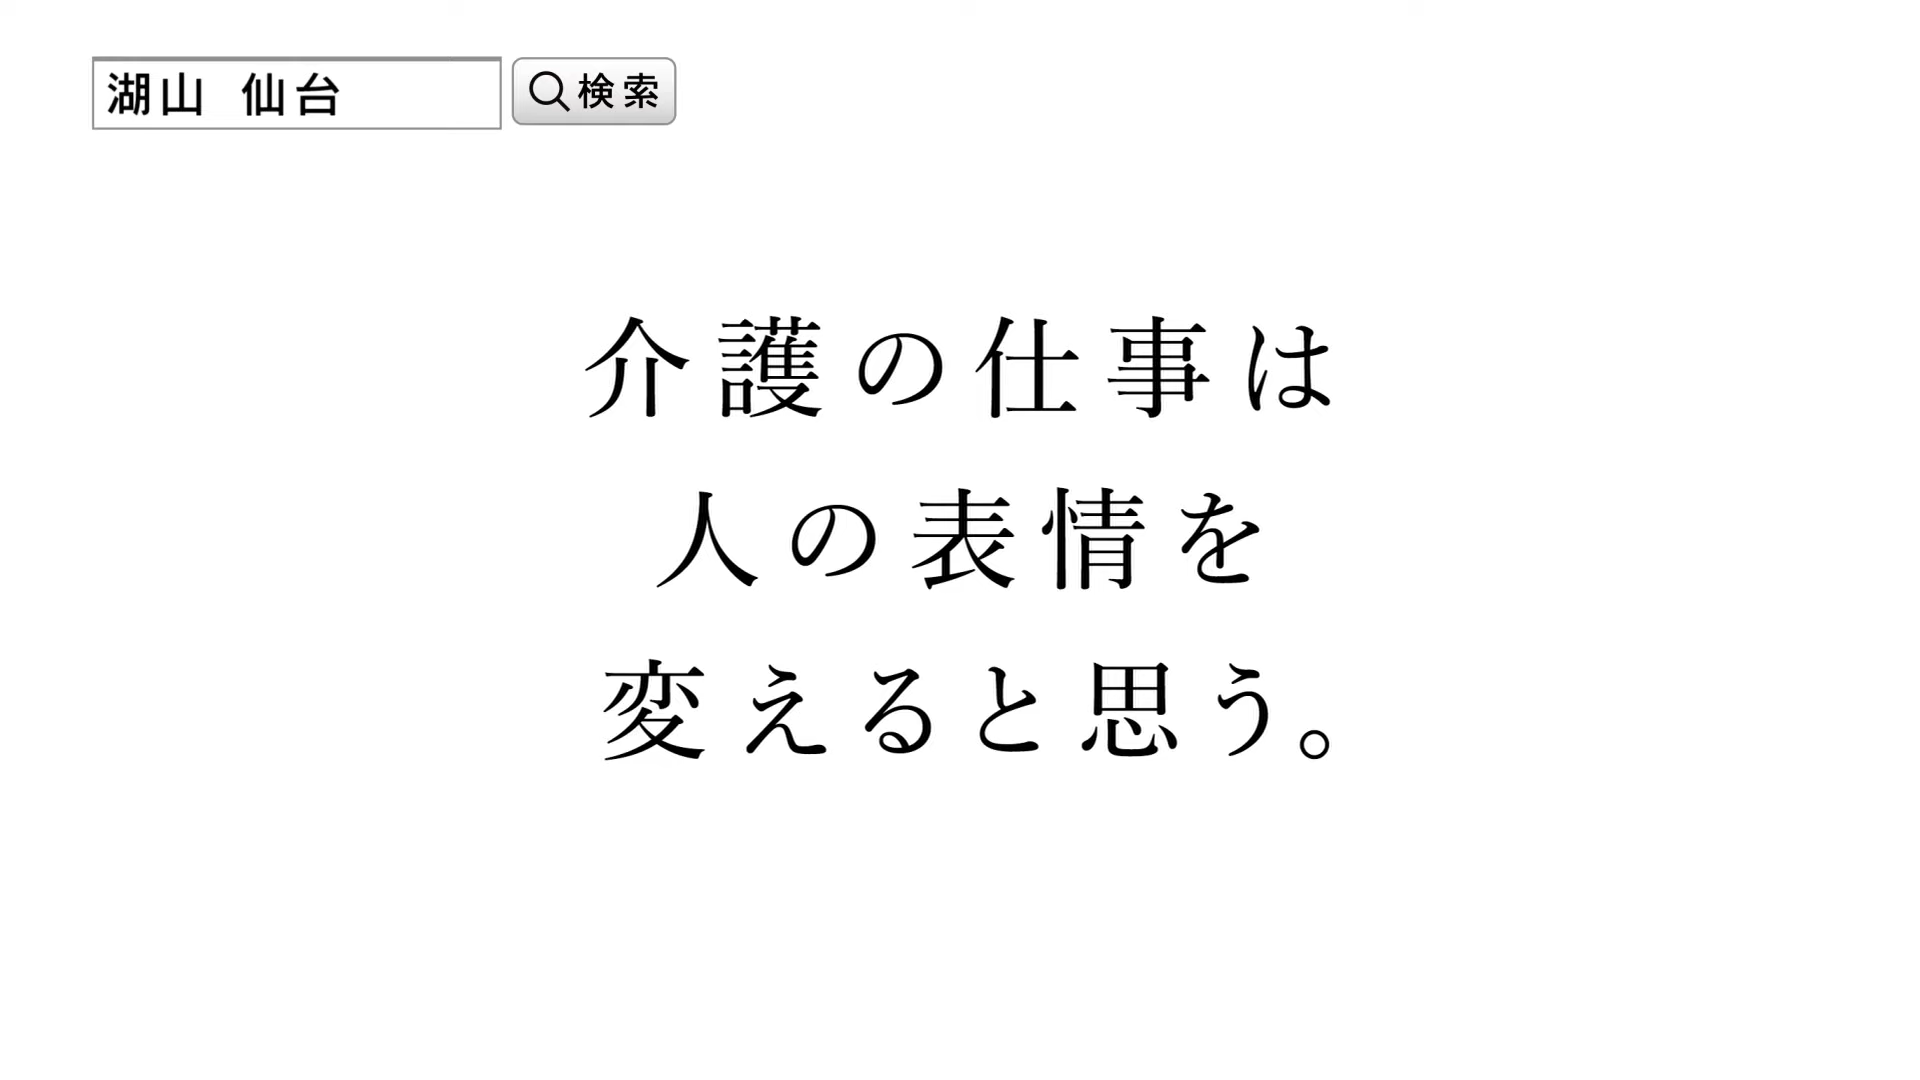 湖山 仙台 検索
介護の仕事は
人の表情を
変えると思う。